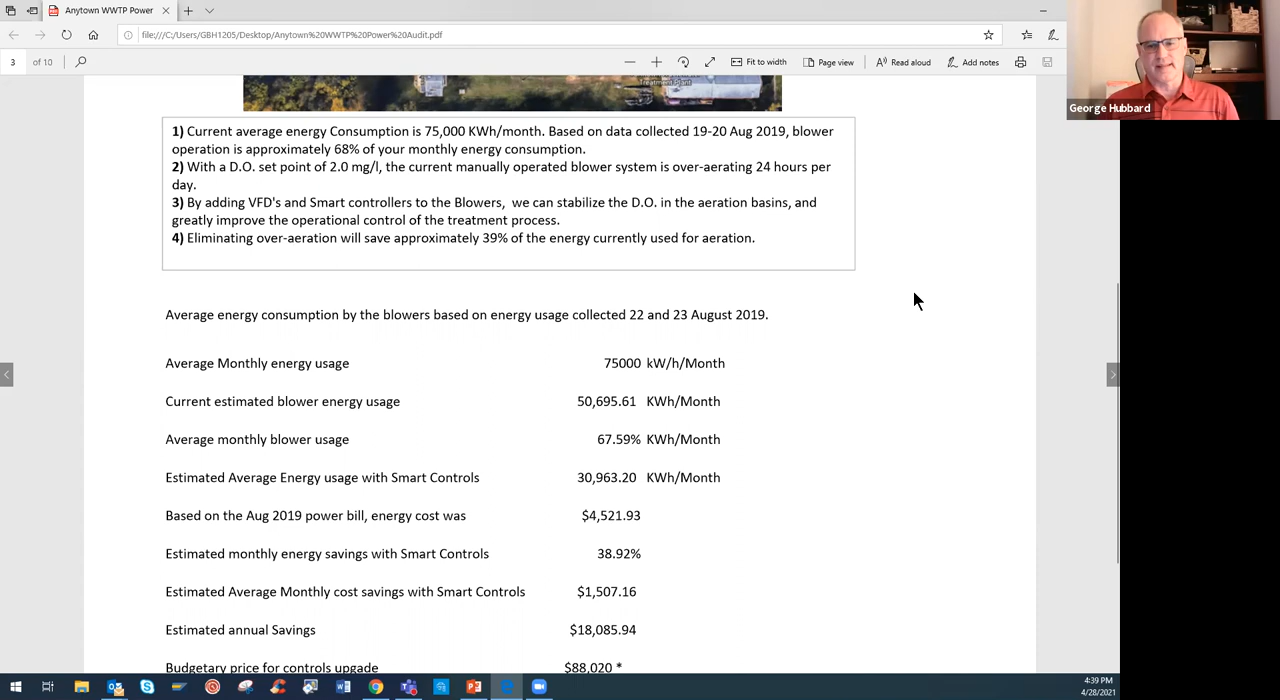 Anytown WWTP Power
file:///C:/Users/GBH1205/Desktop/Anytown%20WWTP%20Power%20Audit.pdf
3 of 10
Fit to width
Page view
Read aloud
Add notes
George Hubbard
Treatment Plant
1) Current average energy Consumption is 75,000 KWh/month. Based on data collected 19-20 Aug 2019, blower
operation is approximately 68% of your monthly energy consumption.
2) With a D.O. set point of 2.0 mg/l, the current manually operated blower system is over-aerating 24 hours per
day.
3) By adding VFD's and Smart controllers to the Blowers, we can stabilize the D.O. in the aeration basins, and
greatly improve the operational control of the treatment process.
4) Eliminating over-aeration will save approximately 39% of the energy currently used for aeration.
Average energy consumption by the blowers based on energy usage collected 22 and 23 August 2019.
Average Monthly energy usage 75000 kW/h/Month
Current estimated blower energy usage 50,695.61 KWh/Month
Average monthly blower usage 67.59% KWh/Month
Estimated Average Energy usage with Smart Controls 30,963.20 KWh/Month
Based on the Aug 2019 power bill, energy cost was $4,521.93
Estimated monthly energy savings with Smart Controls 38.92%
Estimated Average Monthly cost savings with Smart Controls $1,507.16
Estimated annual Savings $18,085.94
Budgetary price for controls upgade $88,020 *
4:39 PM
4/28/2021